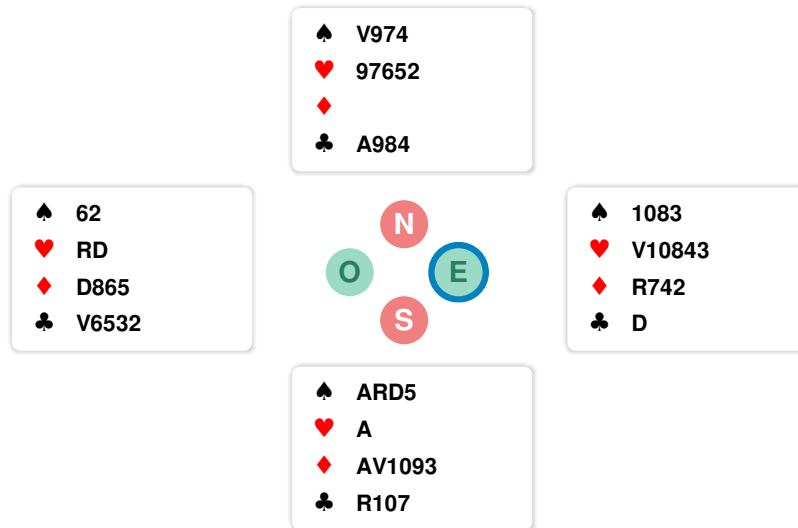 ♠ V974
♥ 97652
♦
♣ A984
♠ 62
♥ RD
♦ D865
♣ V6532
N
O
E
S
♠ 1083
♥ V10843
♦ R742
♣ D
♠ ARD5
♥ A
♦ AV1093
♣ R107